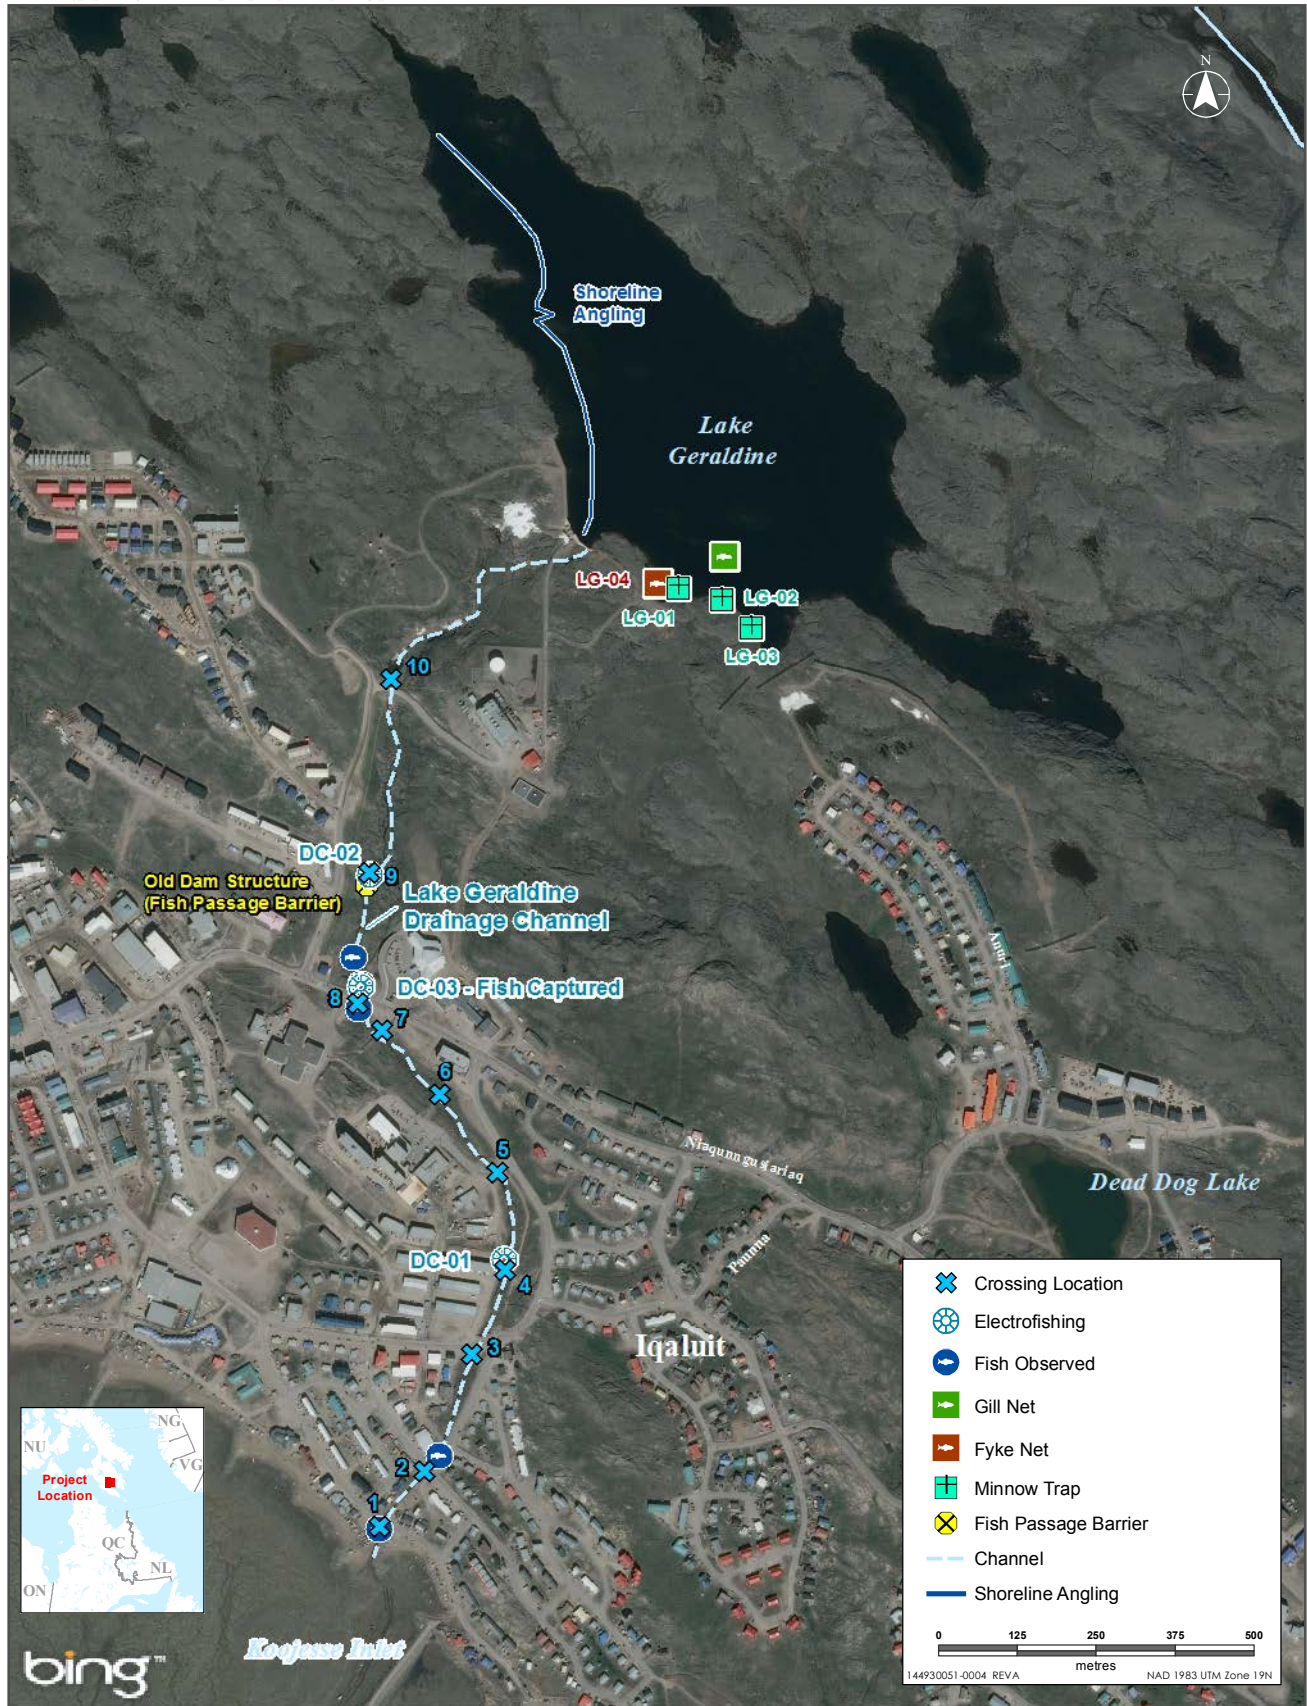 N
Shoreline
Angling
Lake
Geraldine
LG-04
LG-01
LG-02
LG-03
10
DC-02
9
Old Dam Structure
(Fish Passage Barrier)
Lake Geraldine
Drainage Channel
DC-03 - Fish Captured
8
7
6
5
Anuri
Niaqunngusiariaq
Dead Dog Lake
Paunna
DC-01
4
3
Iqaluit
2
1
Koojesse Inlet
NG
NU
VG
Project
Location
QC
NL
ON
bing™
Crossing Location
Electrofishing
Fish Observed
Gill Net
Fyke Net
Minnow Trap
Fish Passage Barrier
Channel
Shoreline Angling
0 125 250 375 500
metres
144930051-0004 REVA NAD 1983 UTM Zone 19N